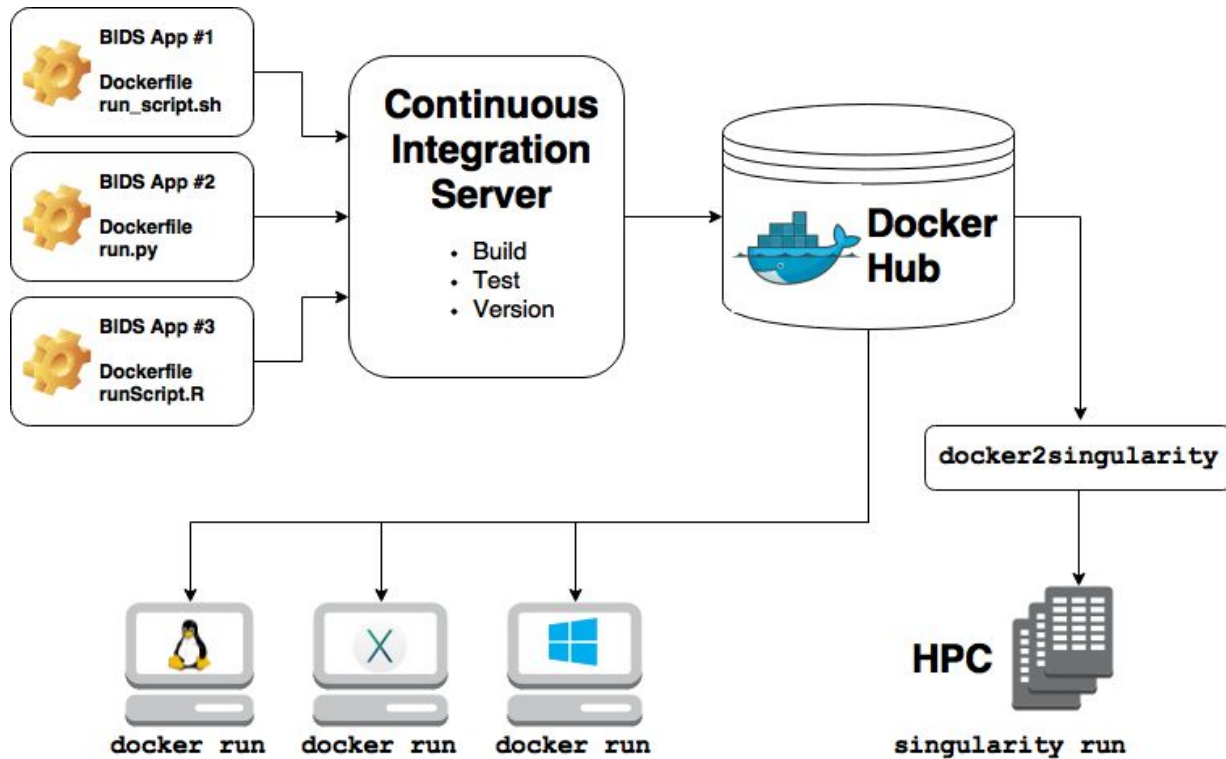 BIDS App #1
Dockerfile
run_script.sh
BIDS App #2
Dockerfile
run.py
BIDS App #3
Dockerfile
runScript.R
Continuous
Integration
Server
• Build
• Test
• Version
Docker
Hub
docker2singularity
HPC
docker run
docker run
docker run
singularity run